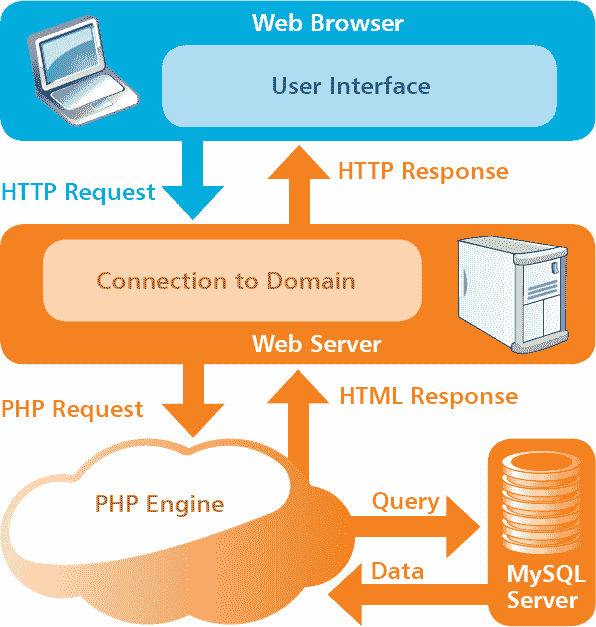 Web Browser
User Interface
HTTP Request
HTTP Response
Connection to Domain
Web Server
PHP Request
HTML Response
PHP Engine
Query
Data
MySQL
Server